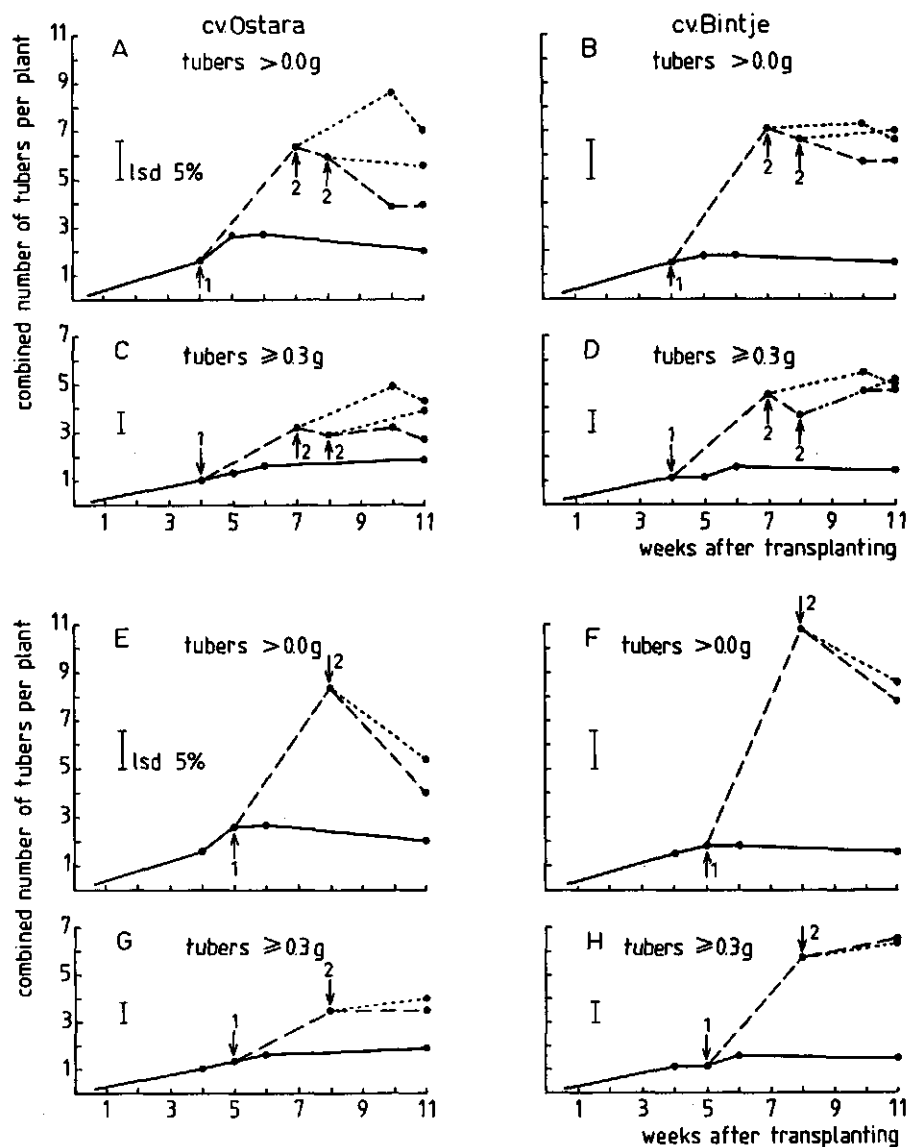 cv.Ostara
cv.Bintje
combined number of tubers per plant
11
9
7
5
3
1
A
tubers >0.0g
lsd 5%
1
2
2
B
tubers >0.0g
1
2
2
7
5
3
1
C
tubers ⩾0.3g
1
2
2
1 3 5 7 9 11
D
tubers ⩾0.3g
1
2
2
1 3 5 7 9 11
weeks after transplanting
combined number of tubers per plant
11
9
7
5
3
1
E
tubers >0.0g
lsd 5%
1
2
F
tubers >0.0g
1
2
7
5
3
1
G
tubers ⩾0.3g
1
2
1 3 5 7 9 11
H
tubers ⩾0.3g
1
2
1 3 5 7 9 11
weeks after transplanting